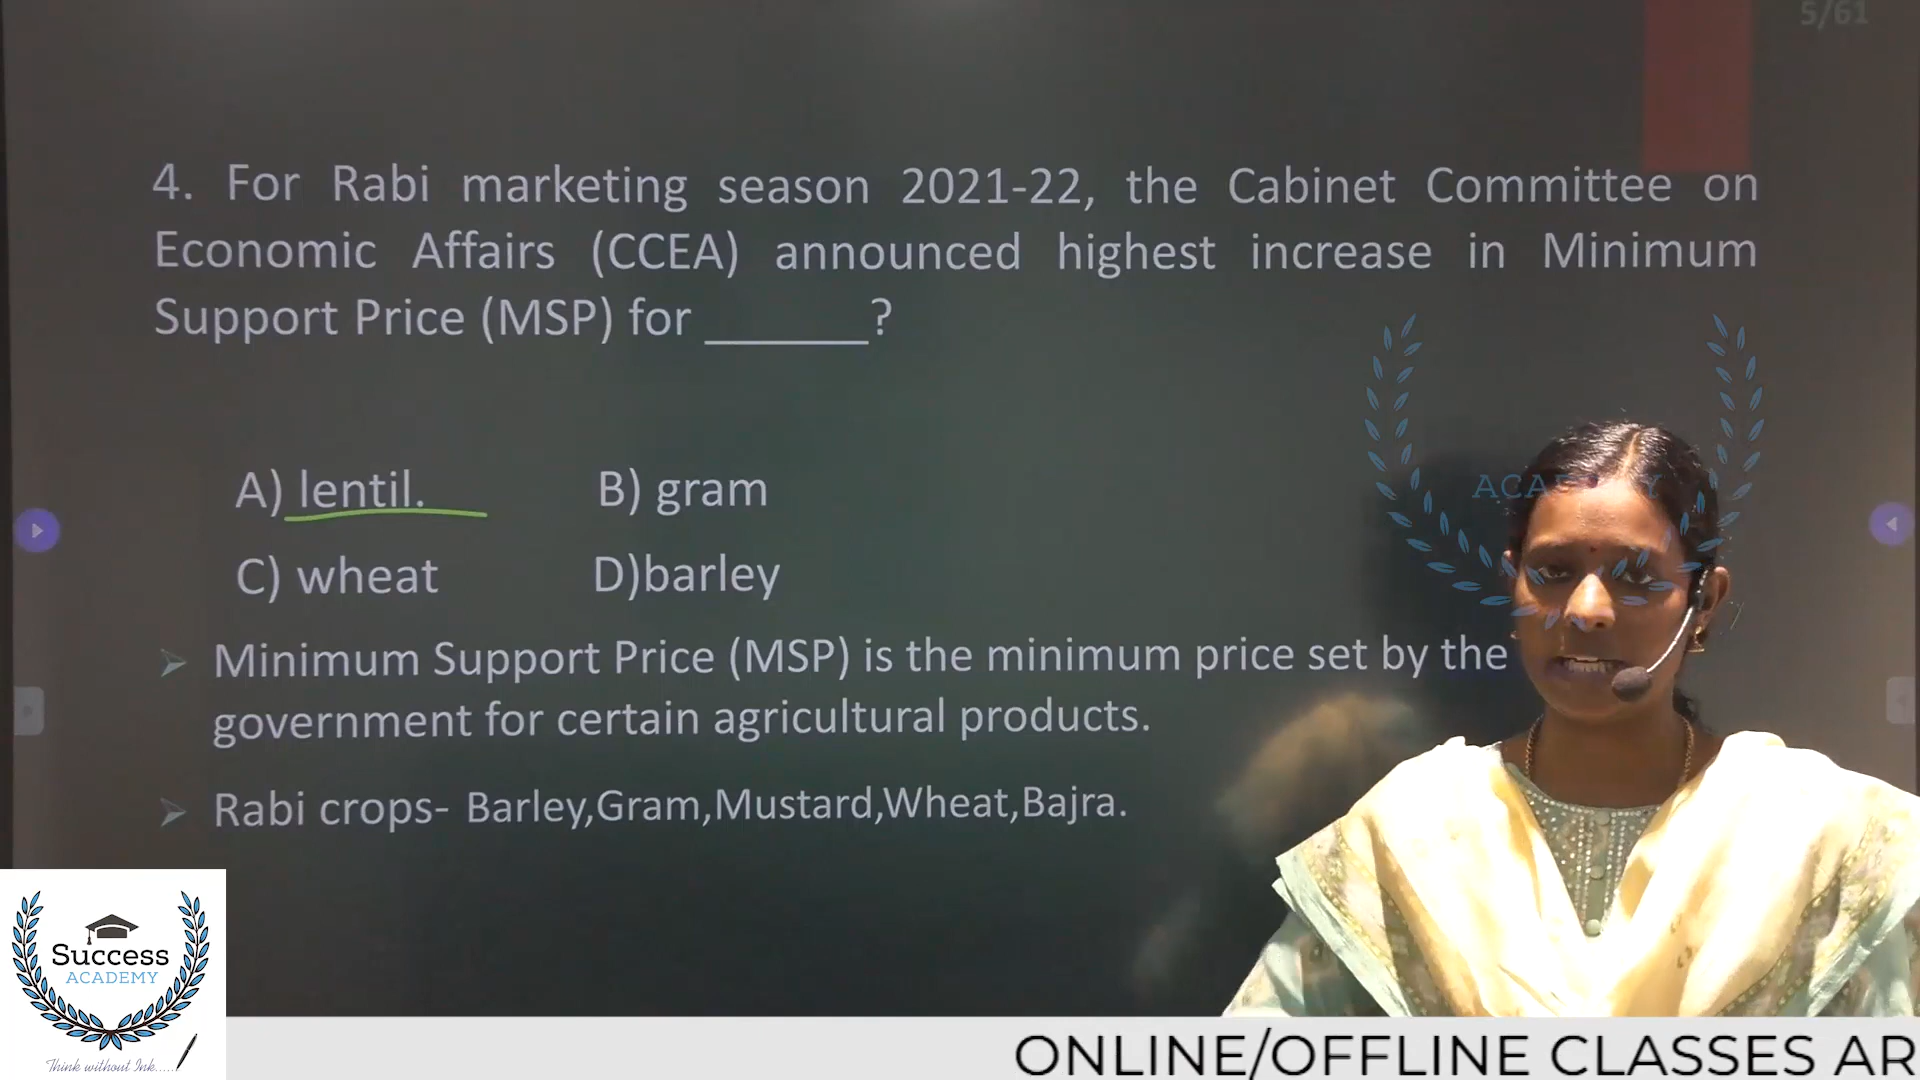 5/61
4. For Rabi marketing season 2021-22, the Cabinet Committee on
Economic Affairs (CCEA) announced highest increase in Minimum
Support Price (MSP) for ______?
A) lentil.
B) gram
C) wheat
D)barley
Minimum Support Price (MSP) is the minimum price set by the
government for certain agricultural products.
Rabi crops- Barley,Gram,Mustard,Wheat,Bajra.
Success
ACADEMY
Think without Ink.....
ONLINE/OFFLINE CLASSES AR